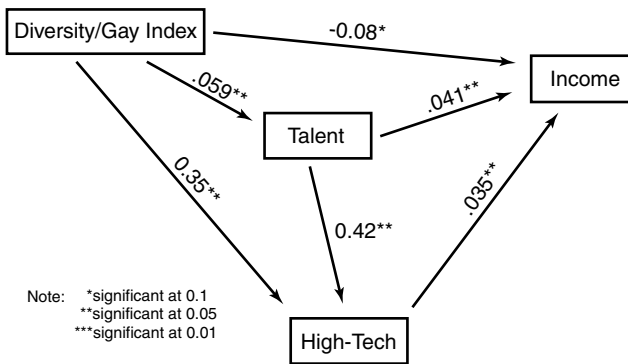 Diversity/Gay Index
-0.08*
Income
.059**
.041**
Talent
0.35**
.035**
0.42**
Note: *significant at 0.1
**significant at 0.05
***significant at 0.01
High-Tech